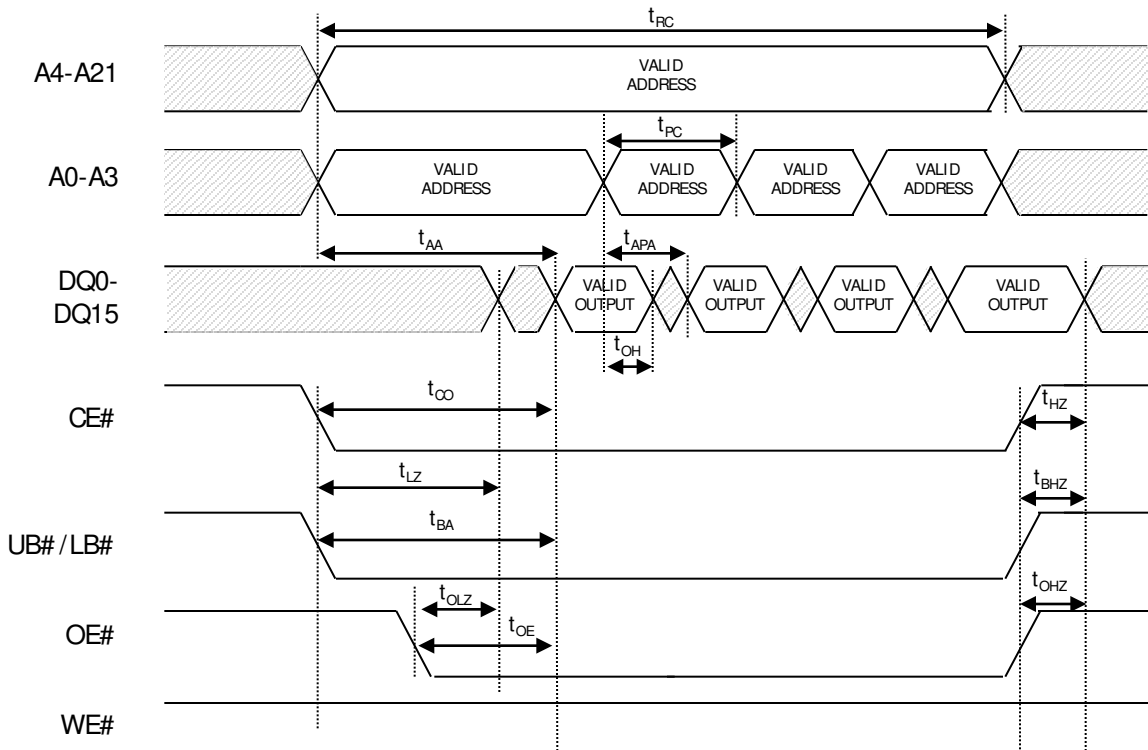 tRC
A4-A21
VALID
ADDRESS
tPC
A0-A3
VALID
ADDRESS
VALID
ADDRESS
VALID
ADDRESS
VALID
ADDRESS
tAA
tAPA
DQ0-
DQ15
VALID
OUTPUT
VALID
OUTPUT
VALID
OUTPUT
VALID
OUTPUT
tOH
CE#
tCO
tHZ
tLZ
tBHZ
UB# / LB#
tBA
tOLZ
tOHZ
OE#
tOE
WE#